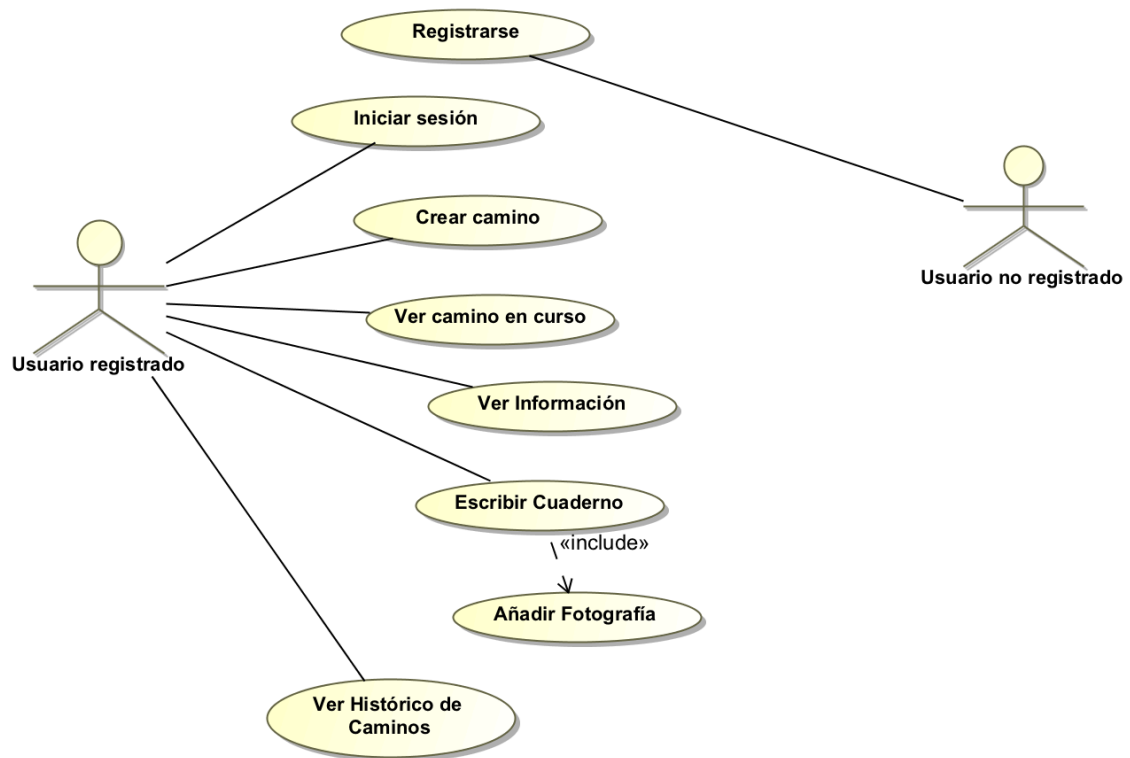 Registrarse
Iniciar sesión
Crear camino
Usuario no registrado
Ver camino en curso
Usuario registrado
Ver Información
Escribir Cuaderno
«include»
Añadir Fotografía
Ver Histórico de
Caminos